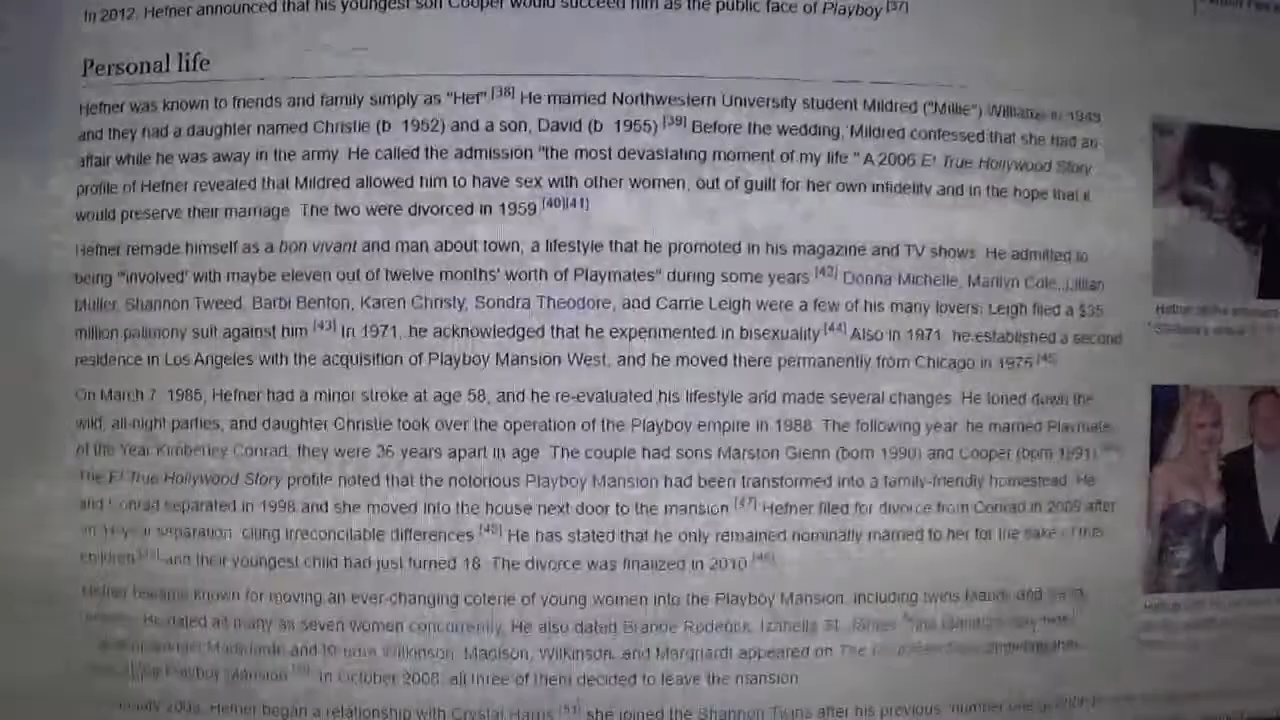 In 2012, Hefner announced that his youngest son Cooper would succeed him as the public face of Playboy [37]
Personal life
Hefner was known to friends and family simply as "Hef" [38] He married Northwestern University student Mildred ("Millie") Williams in 1949
and they had a daughter named Christie (b 1952) and a son, David (b 1955) [39] Before the wedding, Mildred confessed that she had an
affair while he was away in the army He called the admission "the most devastating moment of my life " A 2006 E! True Hollywood Story
profile of Hefner revealed that Mildred allowed him to have sex with other women, out of guilt for her own infidelity and in the hope that it
would preserve their marriage The two were divorced in 1959 [40][41]
Hefner remade himself as a bon vivant and man about town, a lifestyle that he promoted in his magazine and TV shows He admitted to
being "'involved' with maybe eleven out of twelve months' worth of Playmates" during some years [42] Donna Michelle, Marilyn Cole, Lillian
Müller, Shannon Tweed, Barbi Benton, Karen Christy, Sondra Theodore, and Carrie Leigh were a few of his many lovers; Leigh filed a $35
million palimony suit against him [43] In 1971, he acknowledged that he experimented in bisexuality [44] Also in 1971 he established a second
residence in Los Angeles with the acquisition of Playboy Mansion West, and he moved there permanently from Chicago in 1975 [45]
On March 7 1985, Hefner had a minor stroke at age 58, and he re-evaluated his lifestyle and made several changes He toned down the
wild, all-night parties, and daughter Christie took over the operation of the Playboy empire in 1988 The following year he married Playmate
of the Year Kimberley Conrad, they were 36 years apart in age The couple had sons Marston Glenn (born 1990) and Cooper (born 1991)
The E! True Hollywood Story profile noted that the notorious Playboy Mansion had been transformed into a family-friendly homestead He
and Conrad separated in 1998 and she moved into the house next door to the mansion [47] Hefner filed for divorce from Conrad in 2009 after
an 11-year separation citing irreconcilable differences [48] He has stated that he only remained nominally married to her for the sake of his
children and their youngest child had just turned 18 The divorce was finalized in 2010
Hefner became known for moving an ever-changing coterie of young women into the Playboy Mansion, including twins Mandy and
He dated as many as seven women concurrently. He also dated Brande Roderick, Izabella St.
Wilkinson. Madison, Wilkinson, and Marquardt appeared on The
Playboy Mansion In October 2008, all three of them decided to leave the mansion
Hefner began a relationship with Crystal Harris [51] she joined the Shannon Twins after his previous "number one